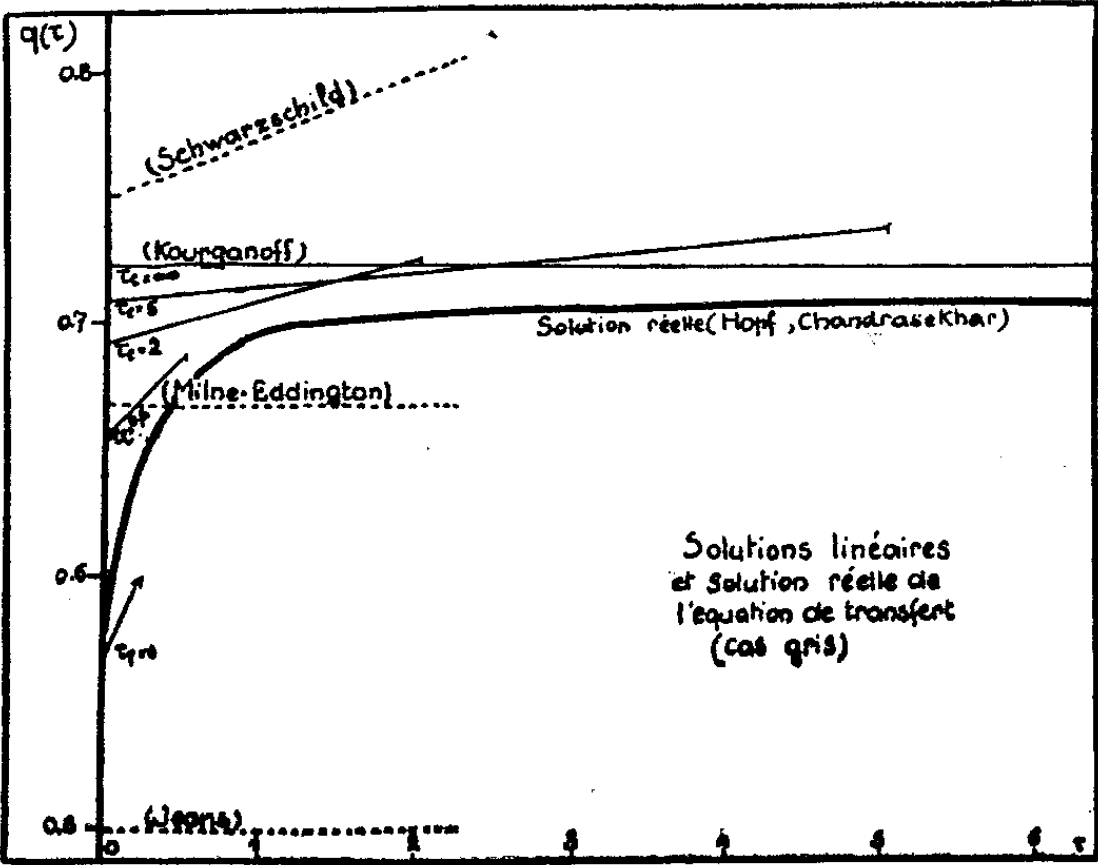 q(τ)
0.8
(Schwarzschild)
(Kourganoff)
τ₁=∞
τ₁=5
0.7
Solution réelle (Hopf, Chandrasekhar)
τ₁=2
(Milne-Eddington)
0.6
Solutions linéaires
et solution réelle de
l'equation de transfert
(cas gris)
(Jeans)
0 1 2 3 4 5 6 τ